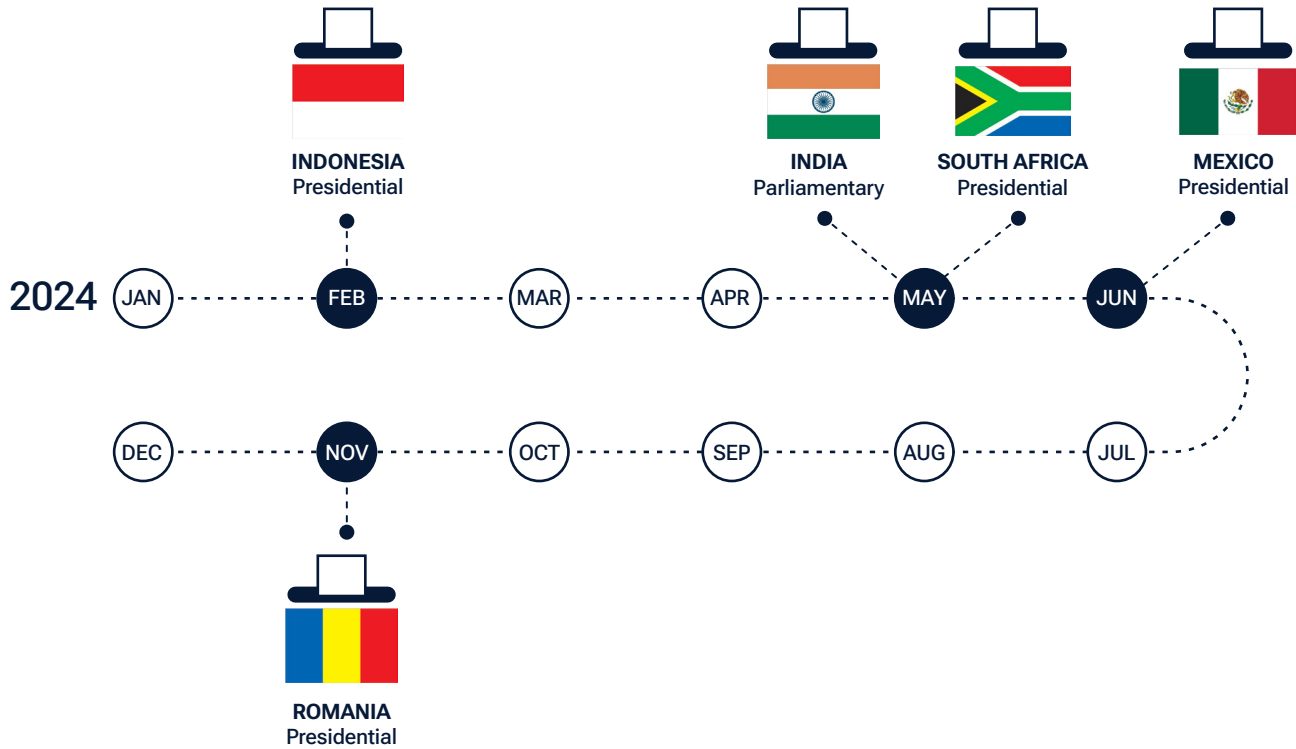 INDONESIA
Presidential
INDIA
Parliamentary
SOUTH AFRICA
Presidential
MEXICO
Presidential
2024
JAN
FEB
MAR
APR
MAY
JUN
DEC
NOV
OCT
SEP
AUG
JUL
ROMANIA
Presidential